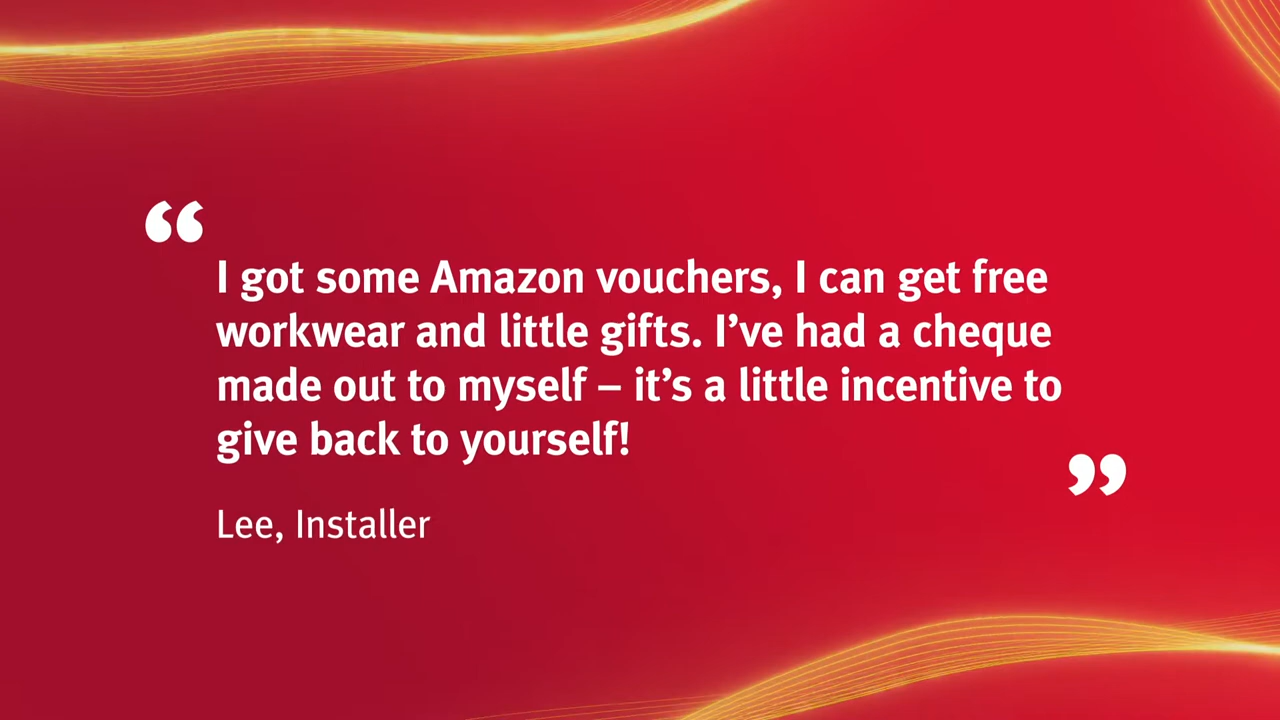 “
I got some Amazon vouchers, I can get free
workwear and little gifts. I’ve had a cheque
made out to myself – it’s a little incentive to
give back to yourself!
”
Lee, Installer